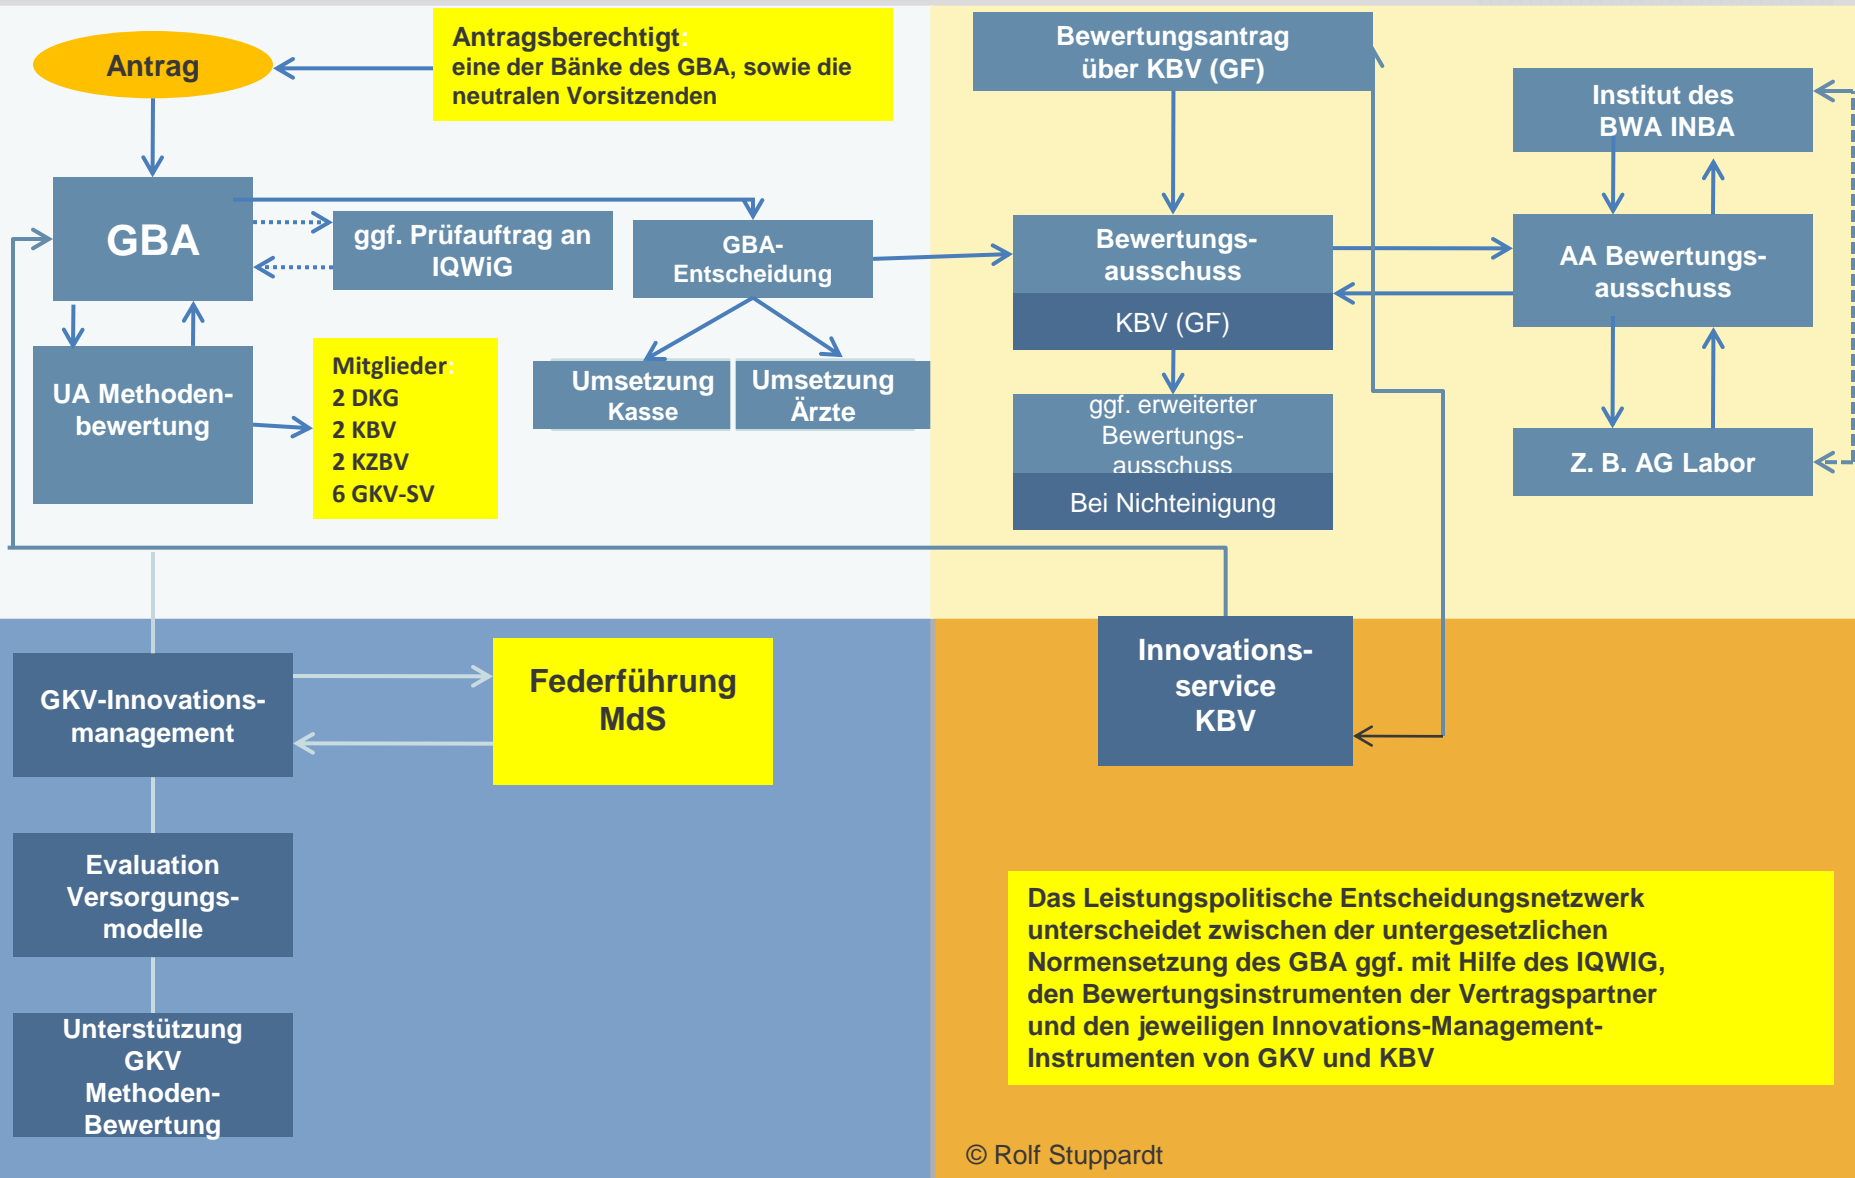 Antrag
Antragsberechtigt:
eine der Bänke des GBA, sowie die
neutralen Vorsitzenden
GBA
ggf. Prüfauftrag an
IQWiG
GBA-
Entscheidung
UA Methoden-
bewertung
Mitglieder:
2 DKG
2 KBV
2 KZBV
6 GKV-SV
Umsetzung
Kasse
Umsetzung
Ärzte
Bewertungsantrag
über KBV (GF)
Institut des
BWA INBA
Bewertungs-
ausschuss
KBV (GF)
AA Bewertungs-
ausschuss
ggf. erweiterter
Bewertungs-
ausschuss
Bei Nichteinigung
Z. B. AG Labor
GKV-Innovations-
management
Federführung
MdS
Evaluation
Versorgungs-
modelle
Unterstützung
GKV
Methoden-
Bewertung
Innovations-
service
KBV
Das Leistungspolitische Entscheidungsnetzwerk
unterscheidet zwischen der untergesetzlichen
Normensetzung des GBA ggf. mit Hilfe des IQWIG,
den Bewertungsinstrumenten der Vertragspartner
und den jeweiligen Innovations-Management-
Instrumenten von GKV und KBV
© Rolf Stuppardt